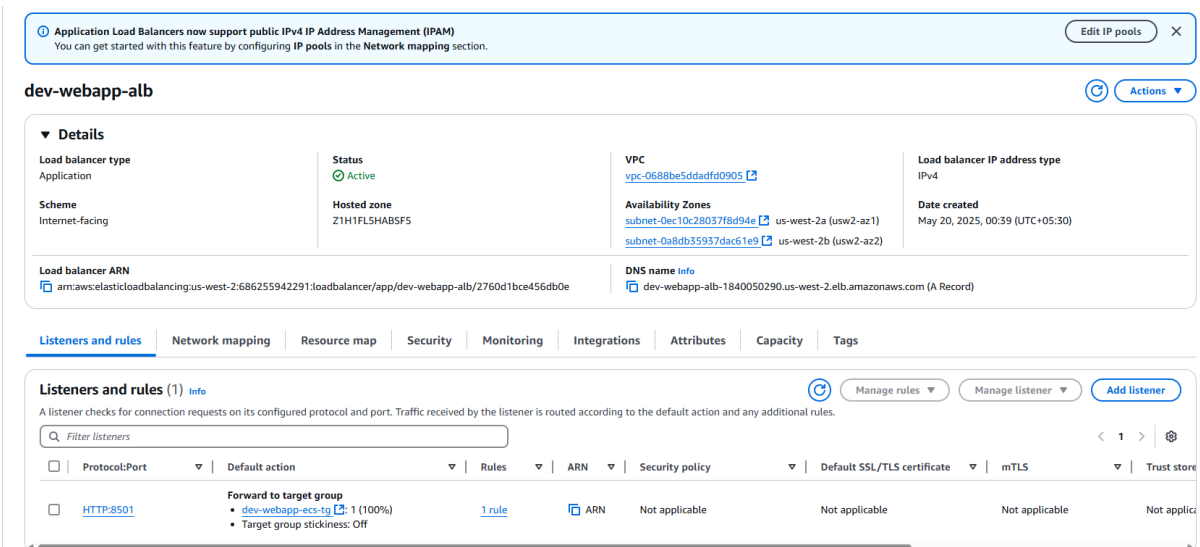 Application Load Balancers now support public IPv4 IP Address Management (IPAM)
You can get started with this feature by configuring IP pools in the Network mapping section.
Edit IP pools
dev-webapp-alb
Actions
Details
Load balancer type
Application
Status
Active
VPC
vpc-0688be5ddadfd0905
Load balancer IP address type
IPv4
Scheme
Internet-facing
Hosted zone
Z1H1FL5HABSF5
Availability Zones
subnet-0ec10c28037f8d94e us-west-2a (usw2-az1)
subnet-0a8db35937dac61e9 us-west-2b (usw2-az2)
Date created
May 20, 2025, 00:39 (UTC+05:30)
Load balancer ARN
arn:aws:elasticloadbalancing:us-west-2:686255942291:loadbalancer/app/dev-webapp-alb/2760d1bce456db0e
DNS name Info
dev-webapp-alb-1840050290.us-west-2.elb.amazonaws.com (A Record)
Listeners and rules Network mapping Resource map Security Monitoring Integrations Attributes Capacity Tags
Listeners and rules (1) Info
Manage rules Manage listener Add listener
A listener checks for connection requests on its configured protocol and port. Traffic received by the listener is routed according to the default action and any additional rules.
Filter listeners
1
Protocol:Port Default action Rules ARN Security policy Default SSL/TLS certificate mTLS Trust store
Forward to target group
HTTP:8501 • dev-webapp-ecs-tg : 1 (100%) 1 rule ARN Not applicable Not applicable Not applicable Not applica
• Target group stickiness: Off